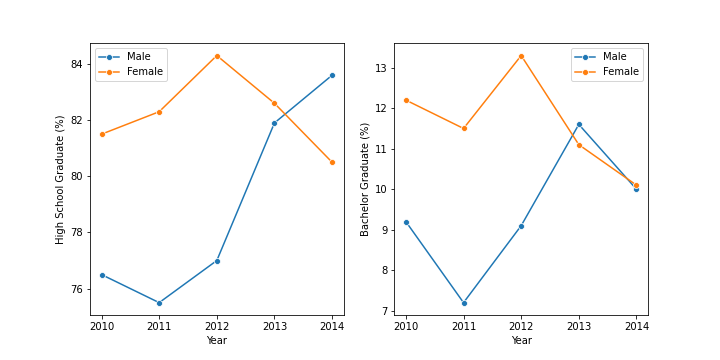 Male
Female
84
82
80
78
76
High School Graduate (%)
2010 2011 2012 2013 2014
Year
Male
Female
13
12
11
10
9
8
7
Bachelor Graduate (%)
2010 2011 2012 2013 2014
Year